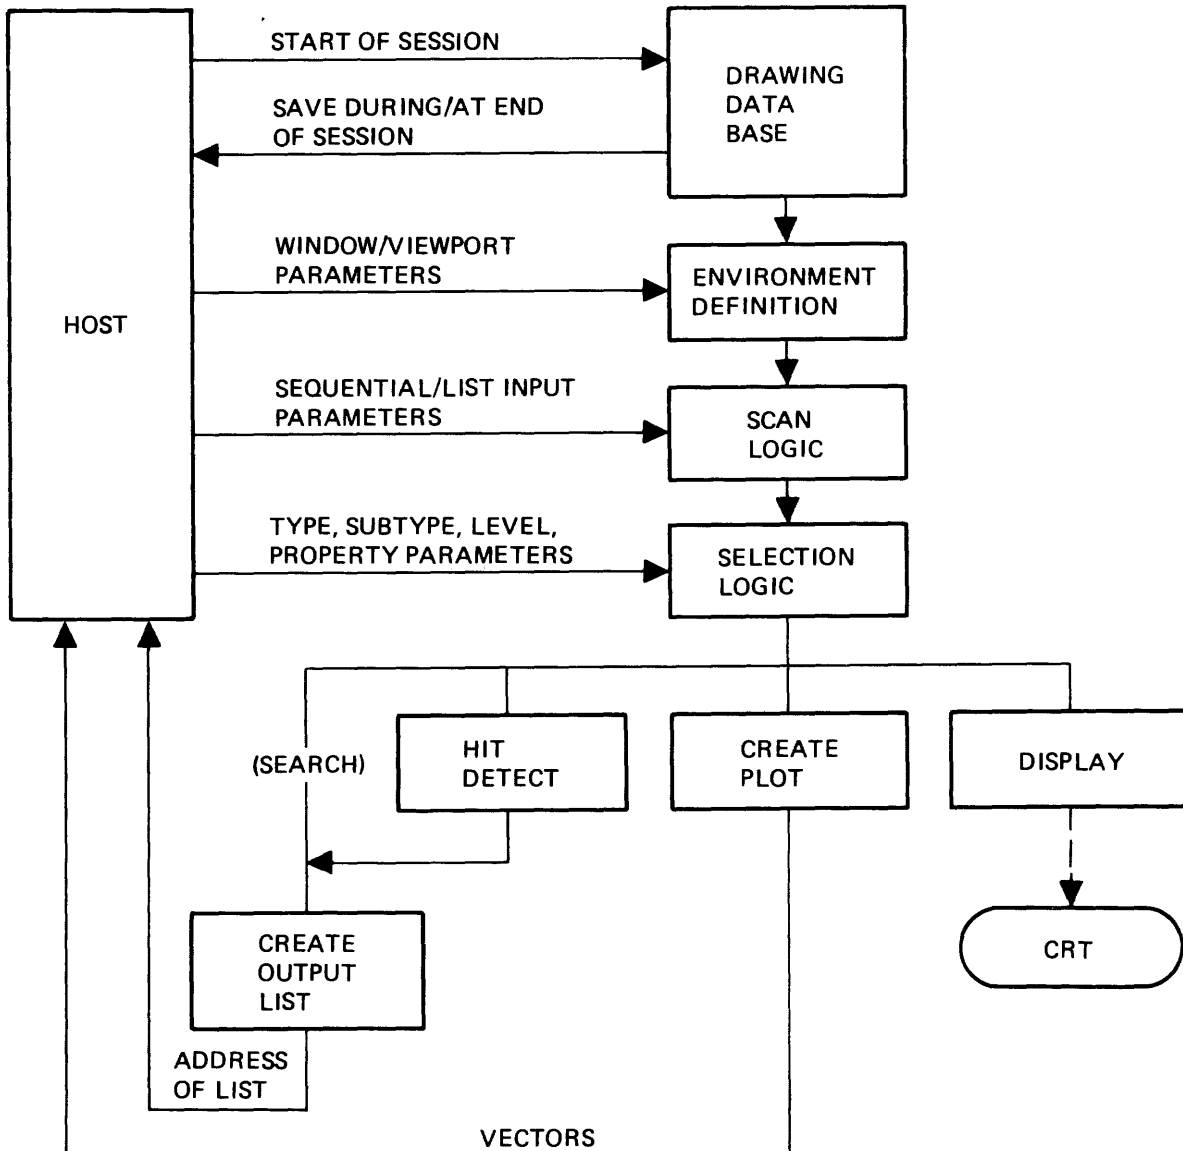 START OF SESSION
DRAWING
DATA
BASE
SAVE DURING/AT END
OF SESSION
WINDOW/VIEWPORT
PARAMETERS
ENVIRONMENT
DEFINITION
HOST
SEQUENTIAL/LIST INPUT
PARAMETERS
SCAN
LOGIC
TYPE, SUBTYPE, LEVEL,
PROPERTY PARAMETERS
SELECTION
LOGIC
(SEARCH)
HIT
DETECT
CREATE
PLOT
DISPLAY
CREATE
OUTPUT
LIST
CRT
ADDRESS
OF LIST
VECTORS